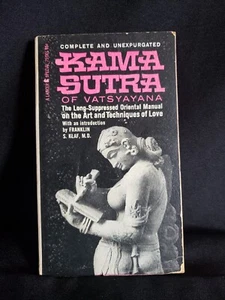 COMPLETE AND UNEXPURGATED
KAMA
SUTRA
OF VATSYAYANA
The Long-Suppressed Oriental Manual
on the Art and Techniques of Love
With an introduction
by FRANKLIN
S. KLAF, M.D.
A LANCER